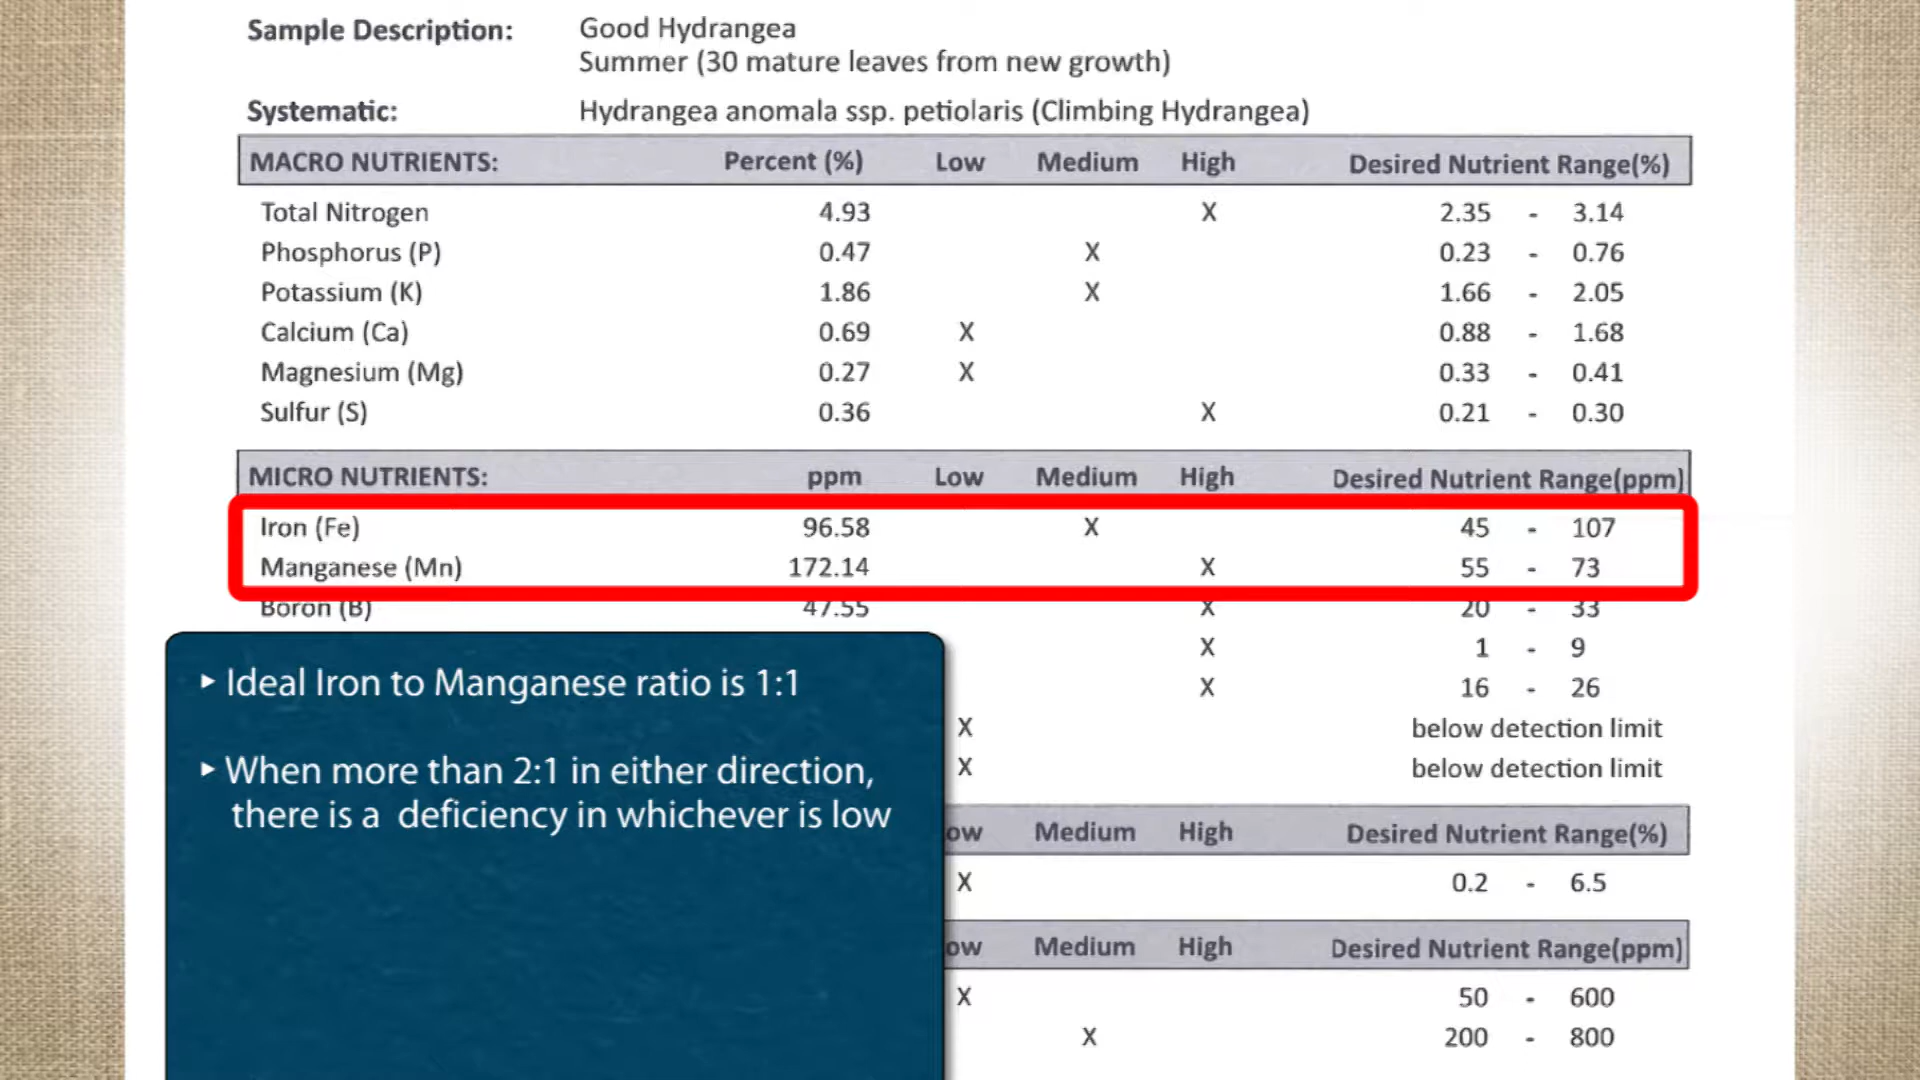 Sample Description: Good Hydrangea
Summer (30 mature leaves from new growth)
Systematic: Hydrangea anomala ssp. petiolaris (Climbing Hydrangea)
MACRO NUTRIENTS: Percent (%) Low Medium High Desired Nutrient Range(%)
Total Nitrogen 4.93 X 2.35 - 3.14
Phosphorus (P) 0.47 X 0.23 - 0.76
Potassium (K) 1.86 X 1.66 - 2.05
Calcium (Ca) 0.69 X 0.88 - 1.68
Magnesium (Mg) 0.27 X 0.33 - 0.41
Sulfur (S) 0.36 X 0.21 - 0.30
MICRO NUTRIENTS: ppm Low Medium High Desired Nutrient Range(ppm)
Iron (Fe) 96.58 X 45 - 107
Manganese (Mn) 172.14 X 55 - 73
Boron (B) 47.55 X 20 - 33
X 1 - 9
X 16 - 26
X below detection limit
X below detection limit
ow Medium High Desired Nutrient Range(%)
X 0.2 - 6.5
ow Medium High Desired Nutrient Range(ppm)
X 50 - 600
X 200 - 800
▸ Ideal Iron to Manganese ratio is 1:1
▸ When more than 2:1 in either direction,
there is a deficiency in whichever is low